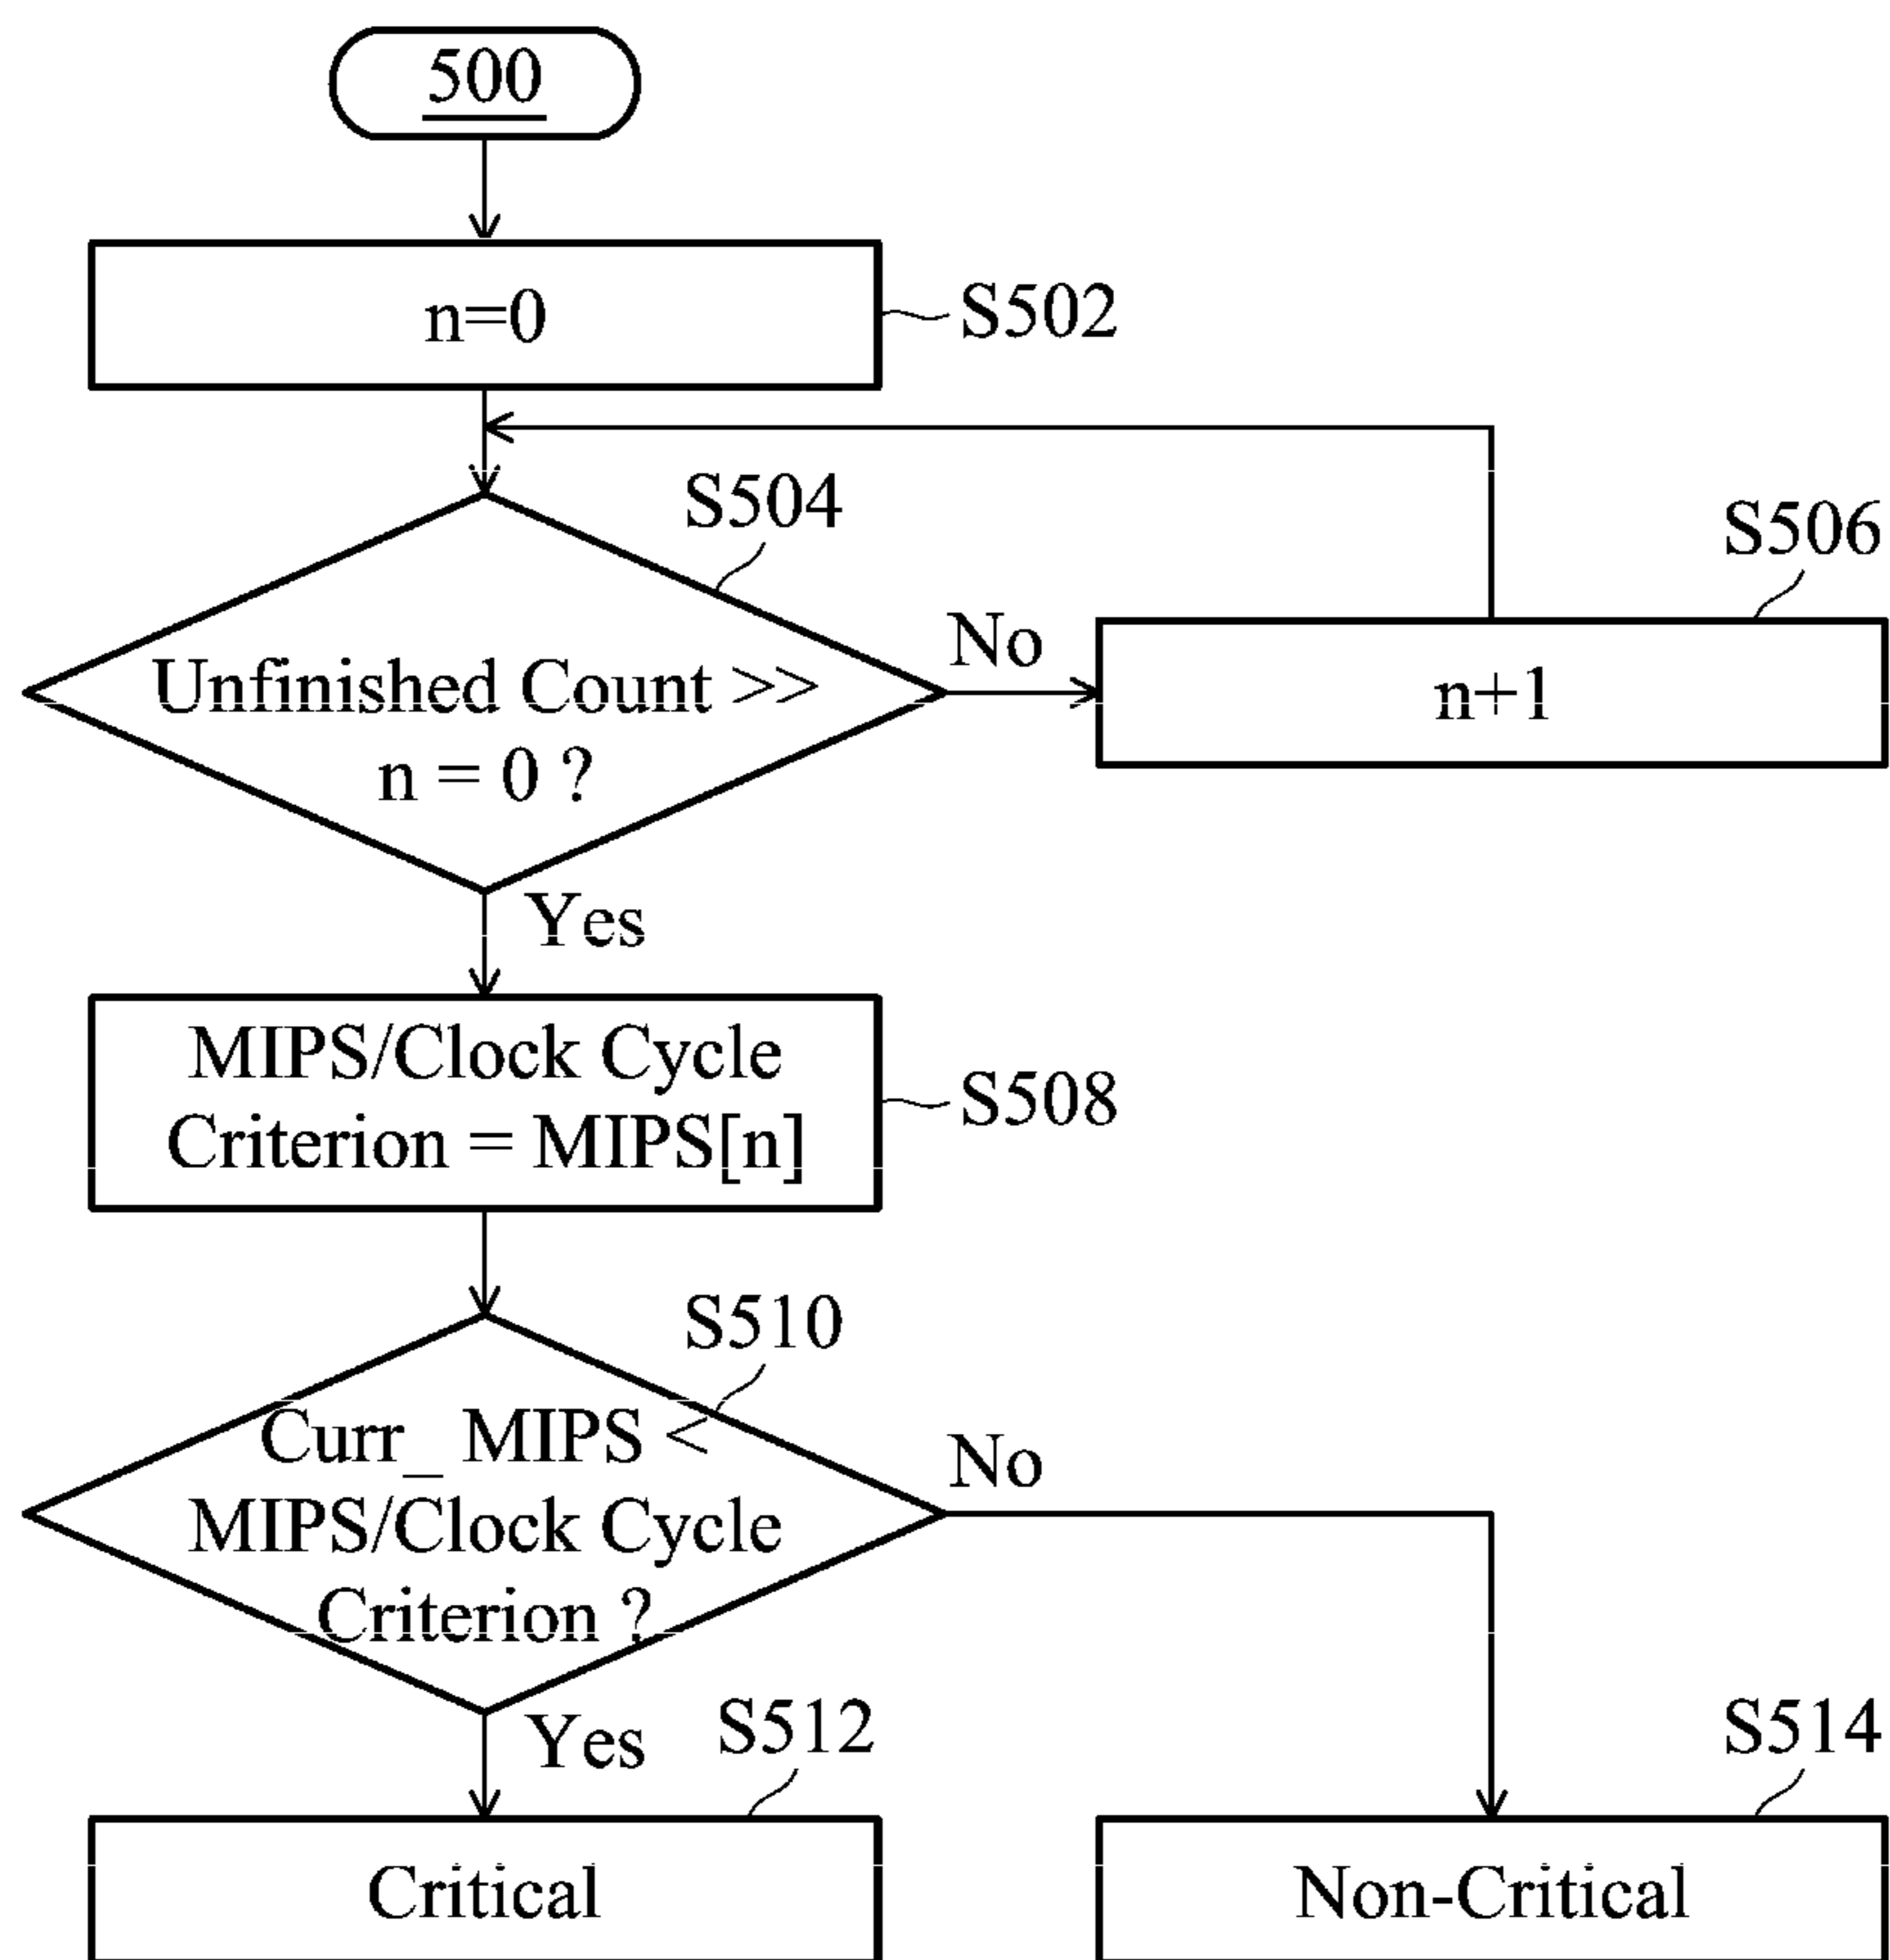 500
n=0
S502
S504
S506
Unfinished Count >>
n = 0 ?
No
n+1
Yes
MIPS/Clock Cycle
Criterion = MIPS[n]
S508
S510
Curr_ MIPS <
MIPS/Clock Cycle
Criterion ?
No
Yes
S512
S514
Critical
Non-Critical